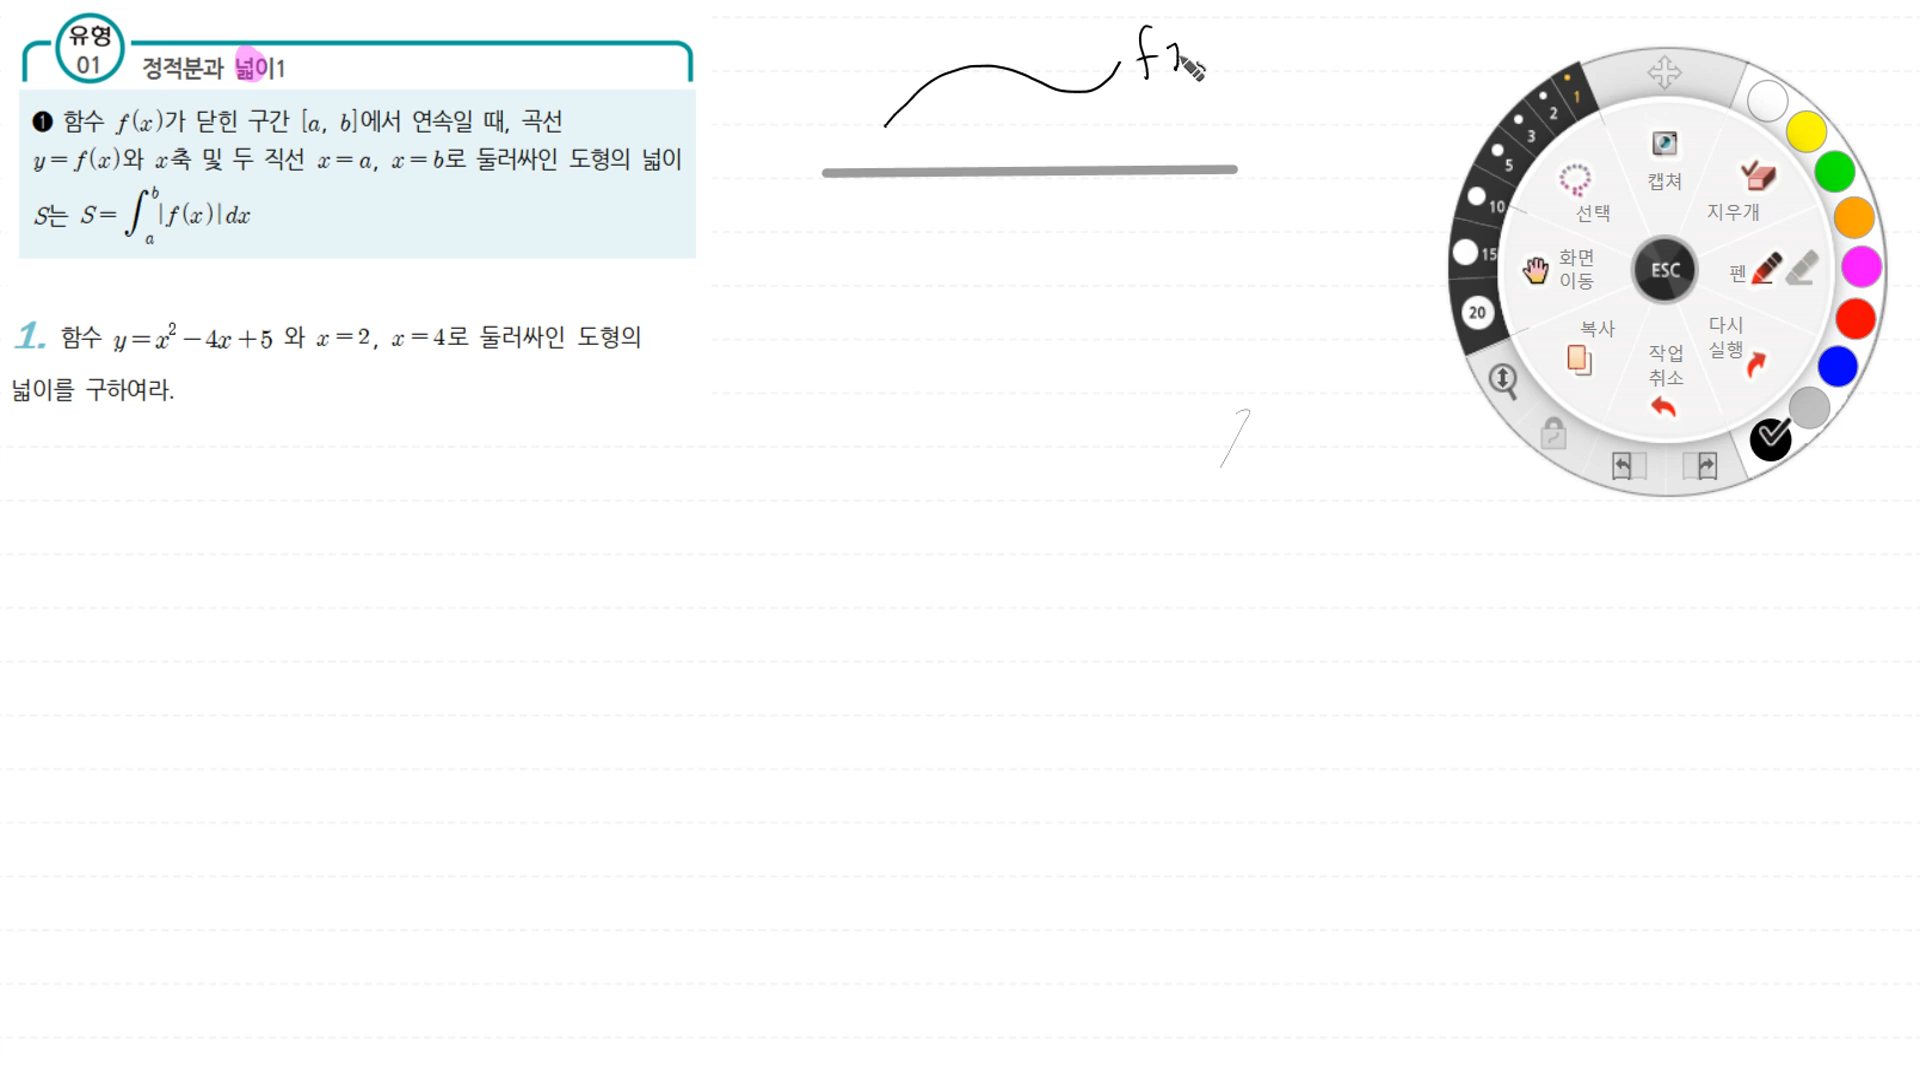 유형
01
정적분과 넓이1
❶ 함수 f(x)가 닫힌 구간 [a, b]에서 연속일 때, 곡선
y=f(x)와 x축 및 두 직선 x=a, x=b로 둘러싸인 도형의 넓이
S는 S=∫_a^b |f(x)|dx
1. 함수 y=x²−4x+5 와 x=2, x=4로 둘러싸인 도형의
넓이를 구하여라.
f
1
2
3
5
10
15
20
캡쳐
선택
지우개
화면
이동
ESC
펜
복사
다시
실행
작업
취소